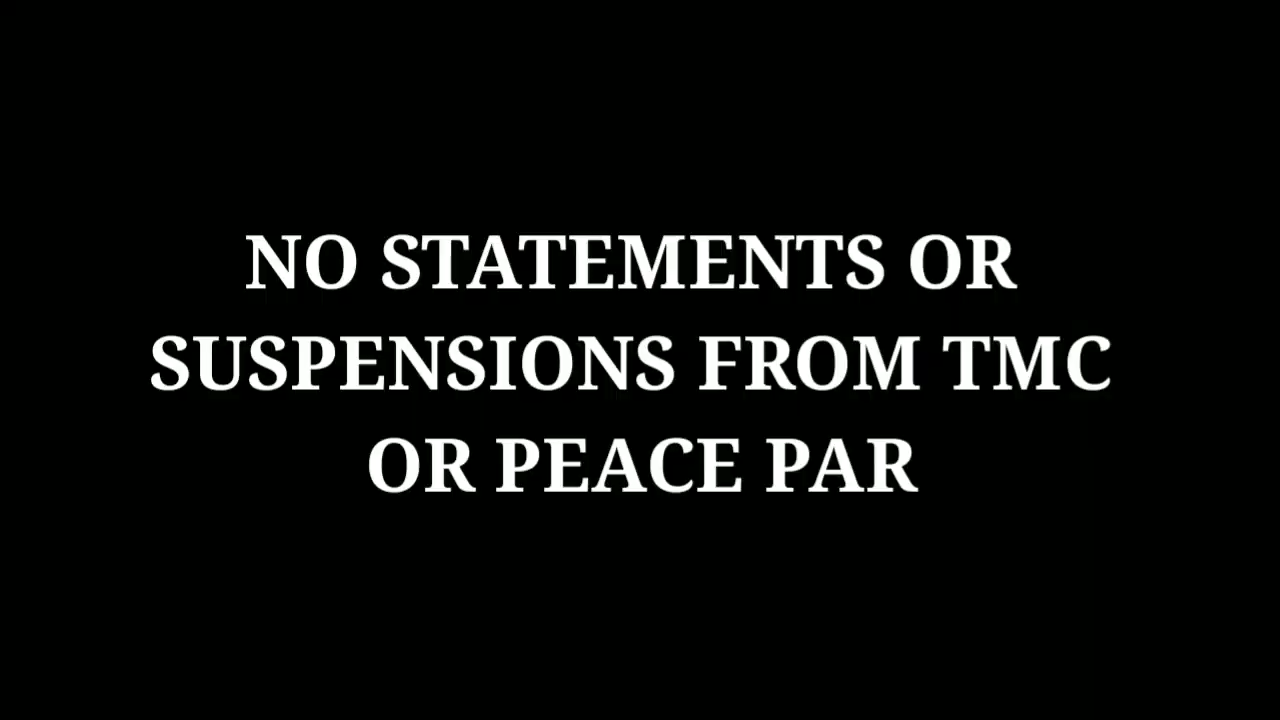 NO STATEMENTS OR
SUSPENSIONS FROM TMC
OR PEACE PAR